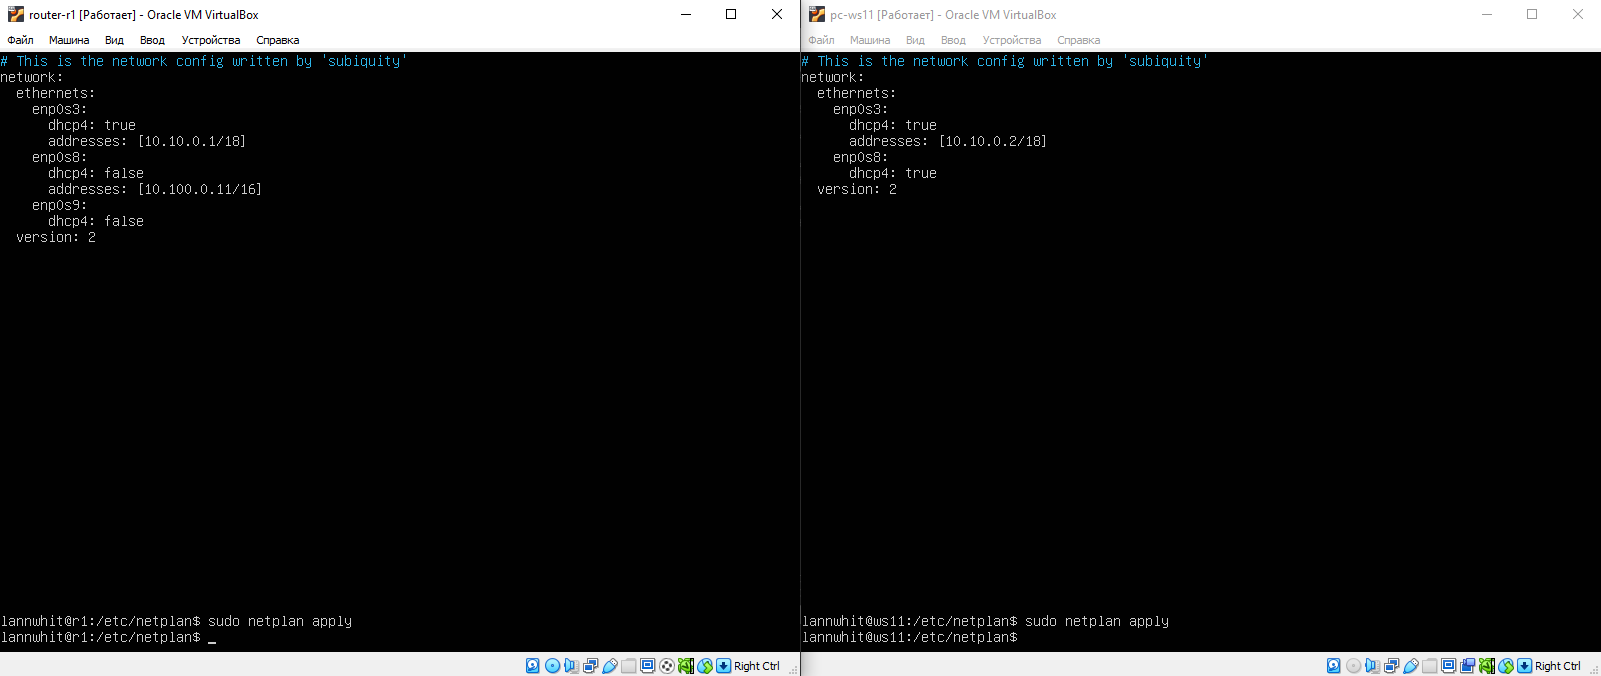 router-r1 [Работает] - Oracle VM VirtualBox
Файл Машина Вид Ввод Устройства Справка
# This is the network config written by 'subiquity'
network:
  ethernets:
    enp0s3:
      dhcp4: true
      addresses: [10.10.0.1/18]
    enp0s8:
      dhcp4: false
      addresses: [10.100.0.11/16]
    enp0s9:
      dhcp4: false
  version: 2
lannwhit@r1:/etc/netplan$ sudo netplan apply
lannwhit@r1:/etc/netplan$ _
Right Ctrl
pc-ws11 [Работает] - Oracle VM VirtualBox
Файл Машина Вид Ввод Устройства Справка
# This is the network config written by 'subiquity'
network:
  ethernets:
    enp0s3:
      dhcp4: true
      addresses: [10.10.0.2/18]
    enp0s8:
      dhcp4: true
  version: 2
lannwhit@ws11:/etc/netplan$ sudo netplan apply
lannwhit@ws11:/etc/netplan$
Right Ctrl